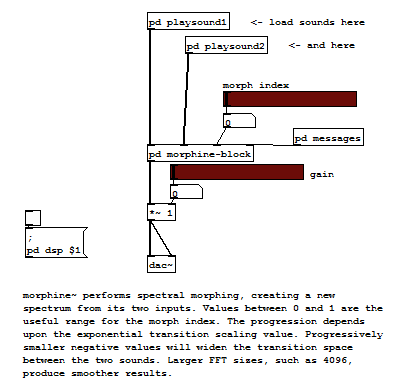 pd playsound1 <- load sounds here
pd playsound2 <- and here
morph index
0
pd messages
pd morphine-block
gain
0
*~ 1
;
pd dsp $1
dac~
morphine~ performs spectral morphing, creating a new
spectrum from its two inputs. Values between 0 and 1 are the
useful range for the morph index. The progression depends
upon the exponential transition scaling value. Progressively
smaller negative values will widen the transition space
between the two sounds. Larger FFT sizes, such as 4096,
produce smoother results.